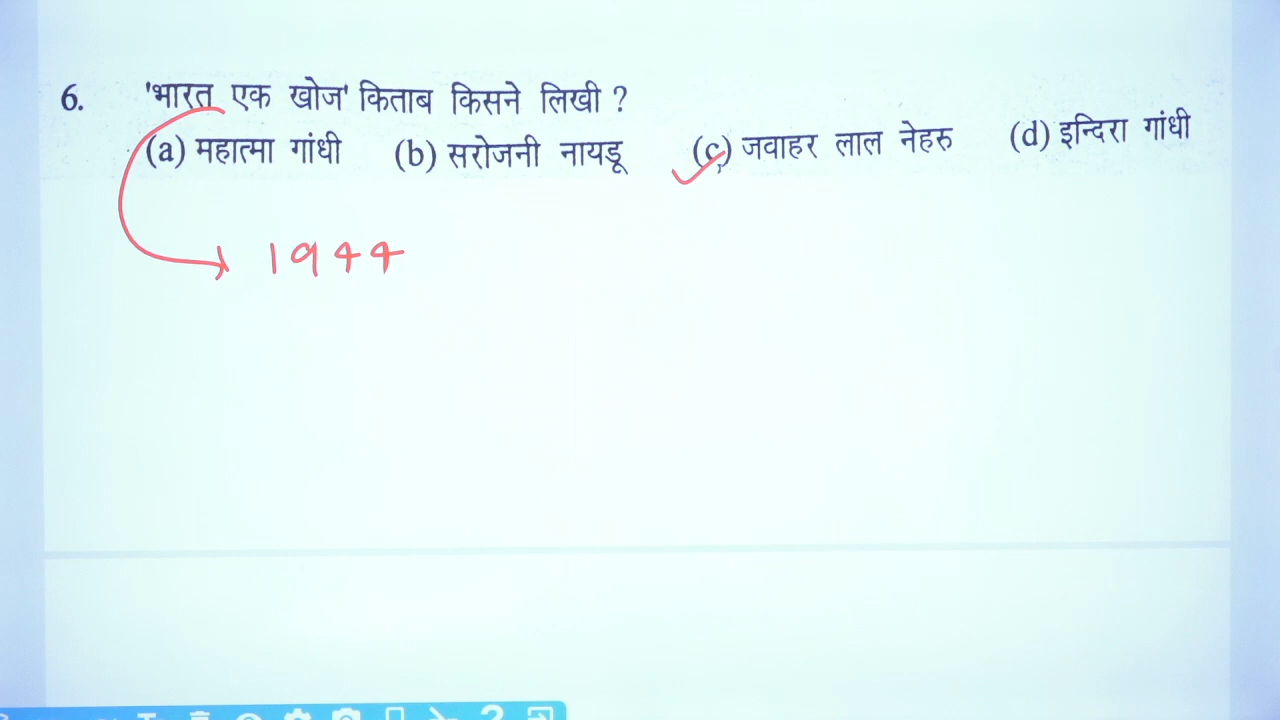 6. 'भारत एक खोज' किताब किसने लिखी ?
(a) महात्मा गांधी (b) सरोजनी नायडू (c) जवाहर लाल नेहरु (d) इन्दिरा गांधी
1944